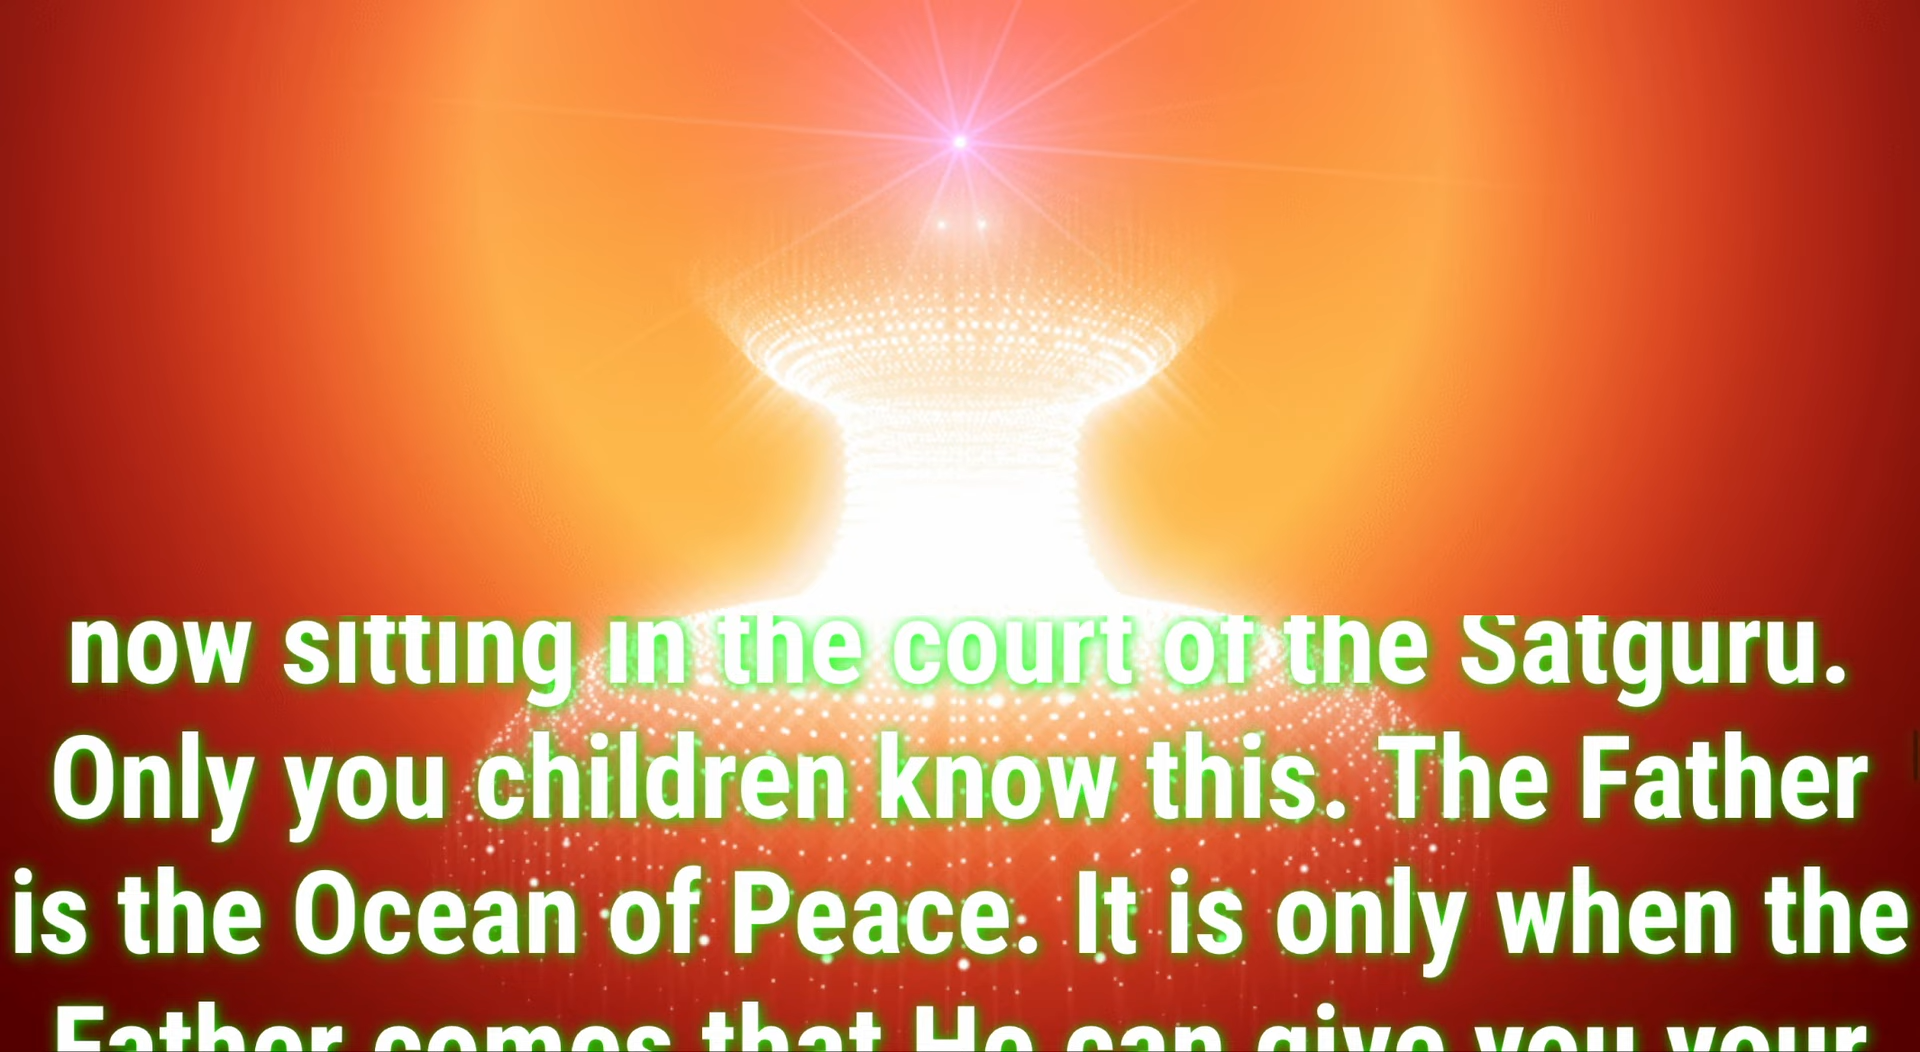 now sitting in the court of the Satguru.
Only you children know this. The Father
is the Ocean of Peace. It is only when the
Father comes that He can give you your